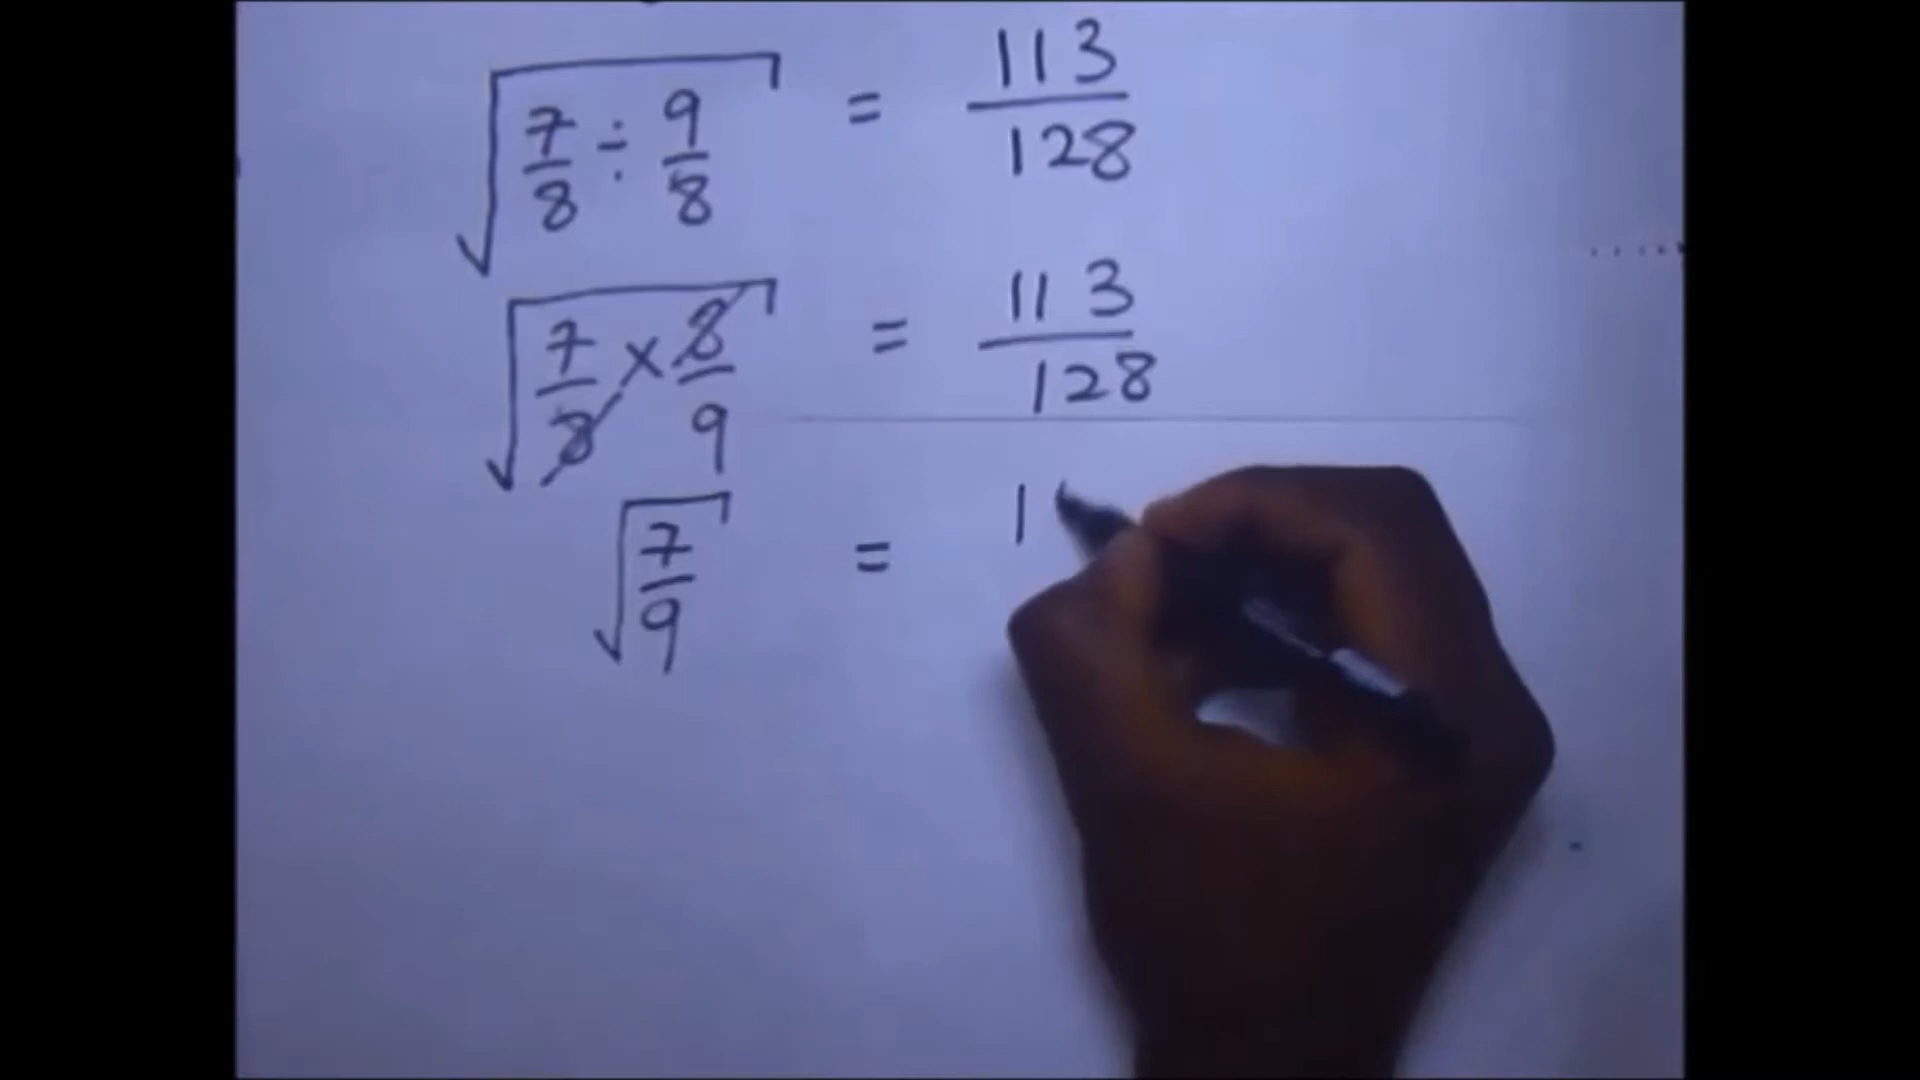 √(7/8 ÷ 9/8) = 113/128
√(7/8 × 8/9) = 113/128
√(7/9) = 1